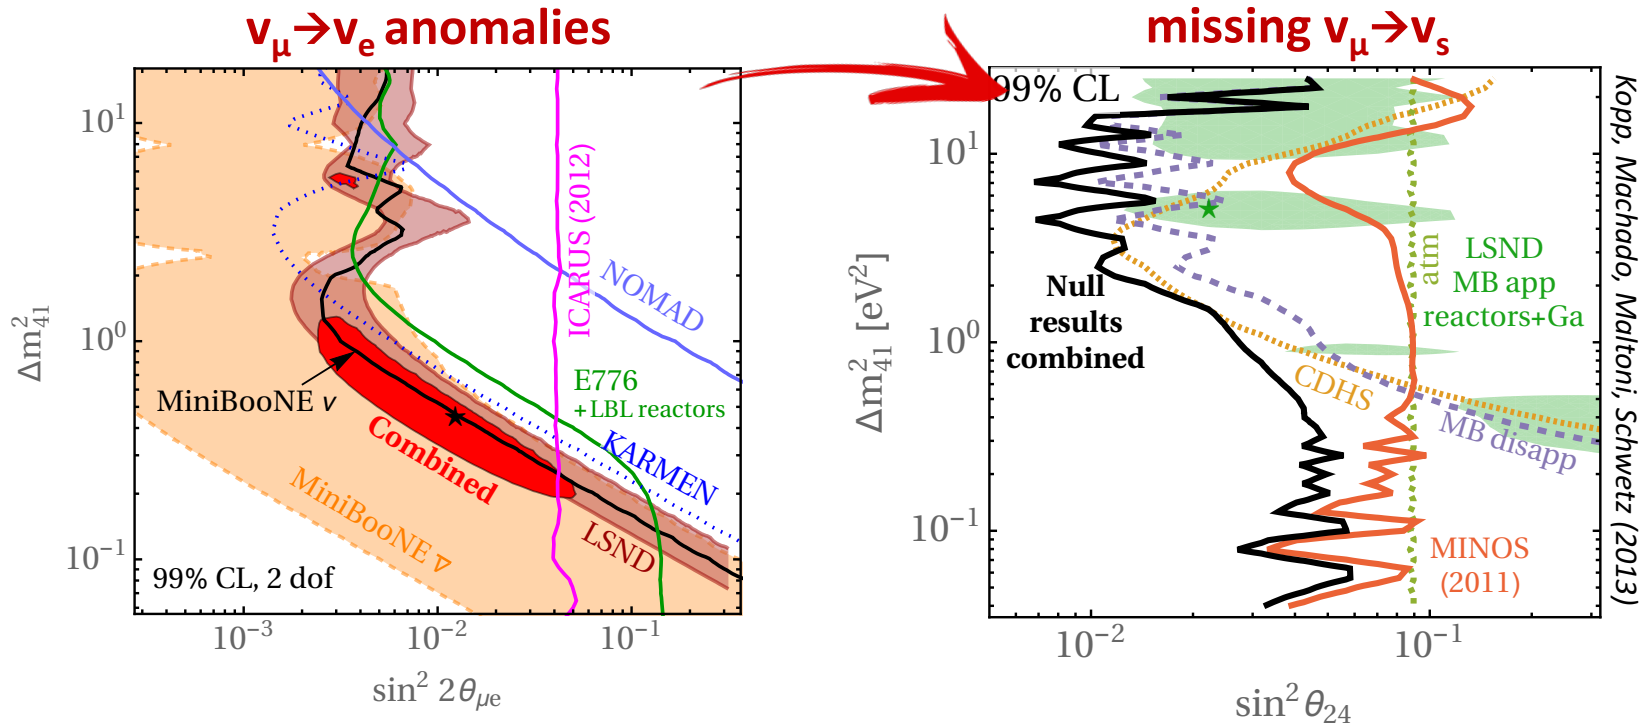 νμ→νe anomalies
missing νμ→νs
10¹
10⁰
10⁻¹
Δm²₄₁
NOMAD
ICARUS (2012)
E776
+LBL reactors
MiniBooNE ν
Combined
KARMEN
LSND
MiniBooNE ν̅
99% CL, 2 dof
10⁻³
10⁻²
10⁻¹
sin² 2θμe
99% CL
10¹
10⁰
10⁻¹
Δm²₄₁ [eV²]
Null
results
combined
atm
LSND
MB app
reactors+Ga
CDHS
MB disapp
MINOS
(2011)
10⁻²
10⁻¹
sin² θ₂₄
Kopp, Machado, Maltoni, Schwetz (2013)